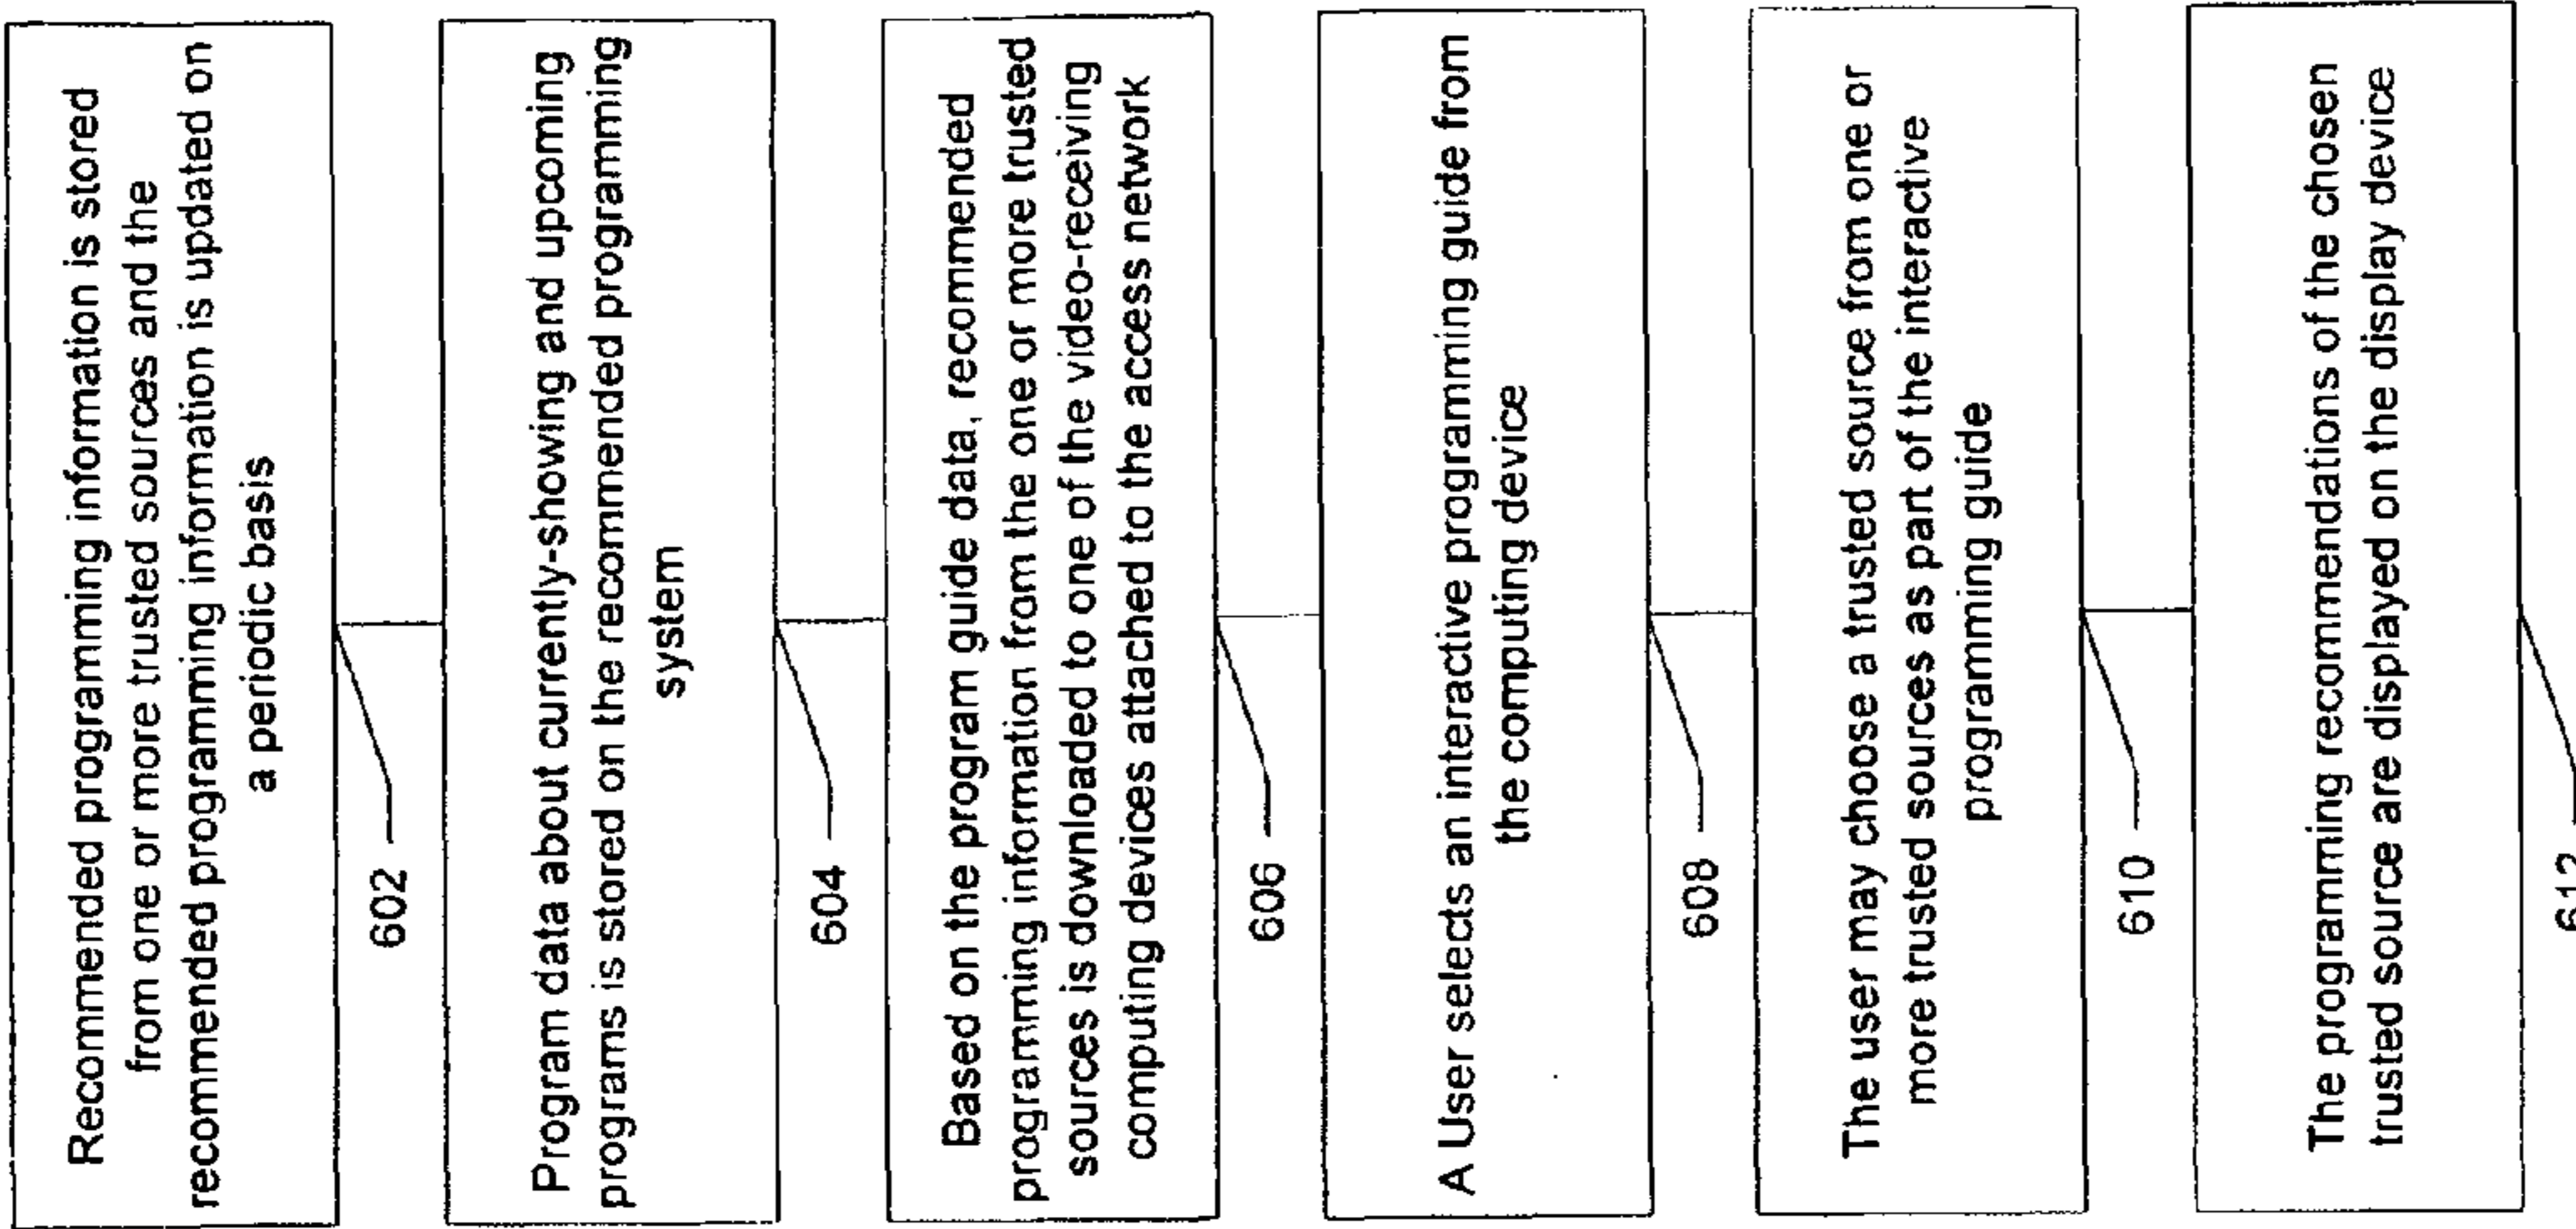 Recommended programming information is stored
from one or more trusted sources and the
recommended programming information is updated on
a periodic basis
602
Program data about currently-showing and upcoming
programs is stored on the recommended programming
system
604
Based on the program guide data, recommended
programming information from the one or more trusted
sources is downloaded to one of the video-receiving
computing devices attached to the access network
606
A User selects an interactive programming guide from
the computing device
608
The user may choose a trusted source from one or
more trusted sources as part of the interactive
programming guide
610
The programming recommendations of the chosen
trusted source are displayed on the display device
612